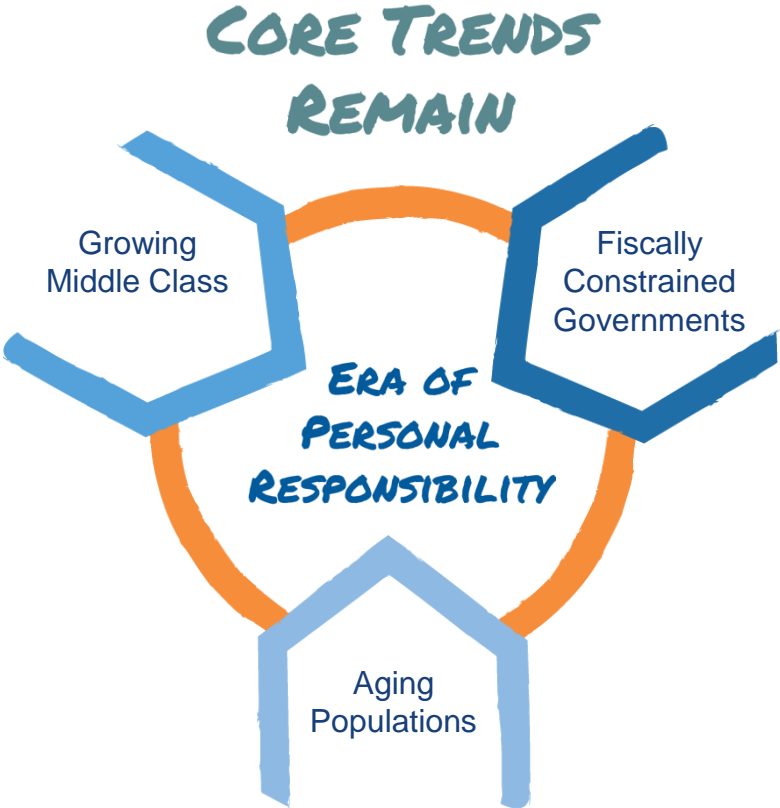 CORE TRENDS
REMAIN
Growing
Middle Class
Fiscally
Constrained
Governments
ERA OF
PERSONAL
RESPONSIBILITY
Aging
Populations